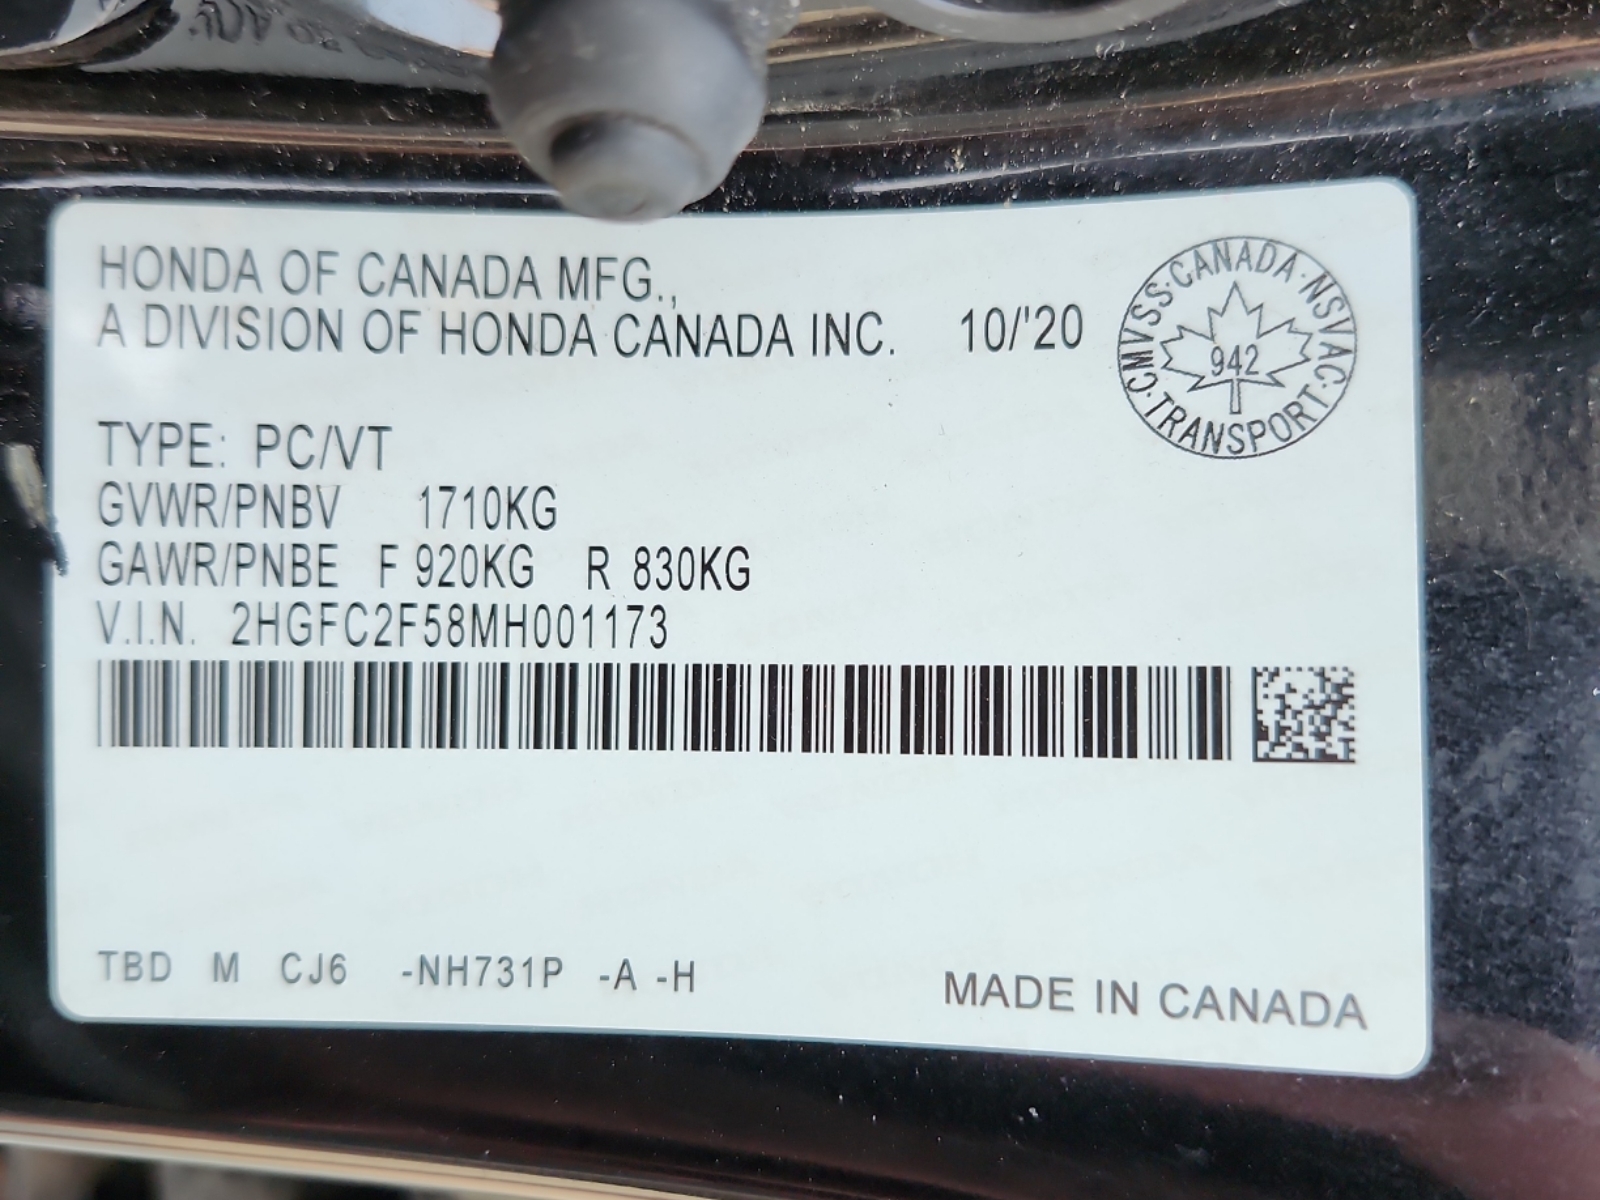 HONDA OF CANADA MFG.,
A DIVISION OF HONDA CANADA INC. 10/'20
CMVSS·CANADA·NSVAC·TRANSPORT·
942
TYPE: PC/VT
GVWR/PNBV 1710KG
GAWR/PNBE F 920KG R 830KG
V.I.N. 2HGFC2F58MH001173
TBD M CJ6 -NH731P -A -H
MADE IN CANADA